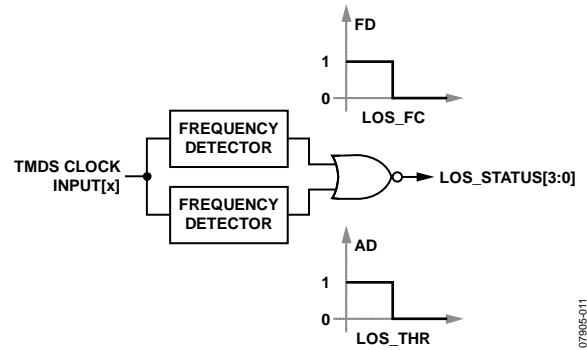 FD
1
0
LOS_FC
FREQUENCY
DETECTOR
TMDS CLOCK
INPUT[x]
LOS_STATUS[3:0]
FREQUENCY
DETECTOR
AD
1
0
LOS_THR
07905-011